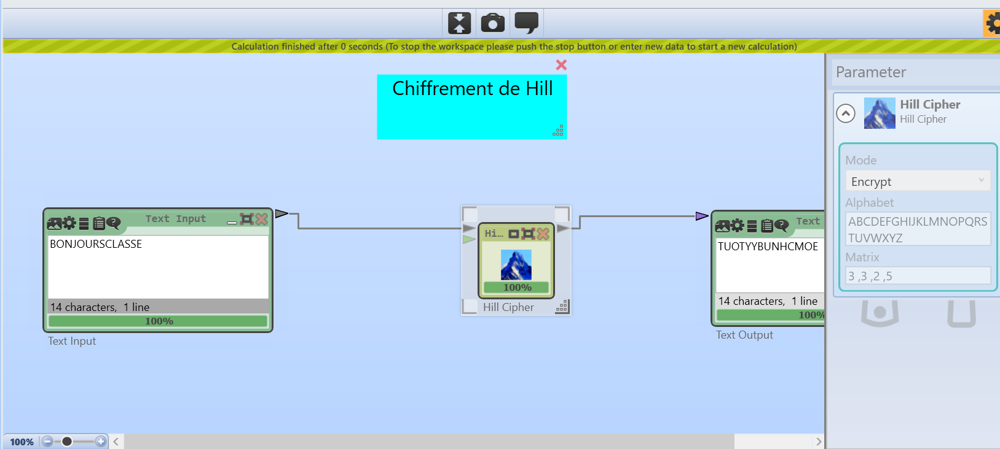 Calculation finished after 0 seconds (To stop the workspace please push the stop button or enter new data to start a new calculation)
Chiffrement de Hill
Parameter
Hill Cipher
Hill Cipher
Mode
Encrypt
Alphabet
ABCDEFGHIJKLMNOPQRS
TUVWXYZ
Matrix
3 ,3 ,2 ,5
Text Input
BONJOURSCLASSE
14 characters, 1 line
100%
Text Input
Hi...
100%
Hill Cipher
Text
TUOTYYBUNHCMOE
14 characters, 1 line
100%
Text Output
100%